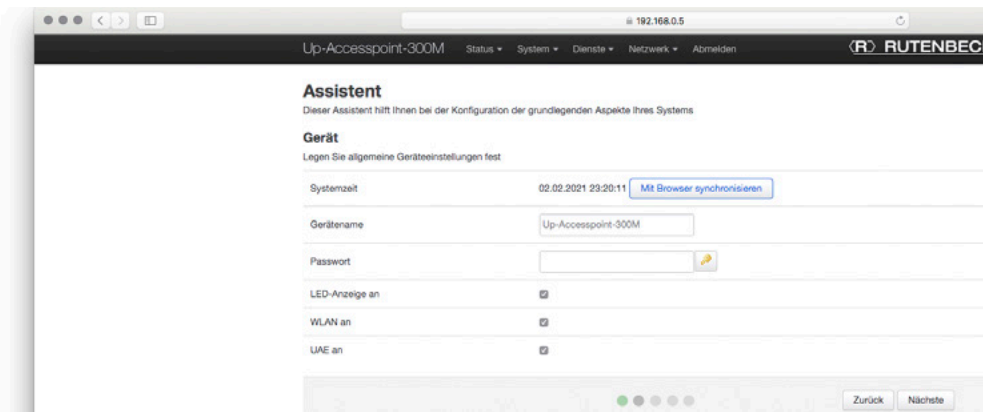 192.168.0.5
Up-Accesspoint-300M Status System Dienste Netzwerk Abmelden ⟨R⟩ RUTENBEC
Assistent
Dieser Assistent hilft Ihnen bei der Konfiguration der grundlegenden Aspekte Ihres Systems
Gerät
Legen Sie allgemeine Geräteeinstellungen fest
Systemzeit 02.02.2021 23:20:11 Mit Browser synchronisieren
Gerätename Up-Accesspoint-300M
Passwort
LED-Anzeige an
WLAN an
UAE an
Zurück Nächste